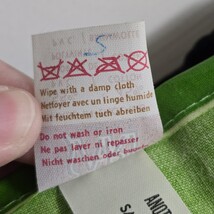 S
Wipe with a damp cloth
Nettoyer avec un linge humide
Mit feuchtem tuch abreiben
Do not wash or iron
Ne pas laver ni repasser
Nicht waschen oder